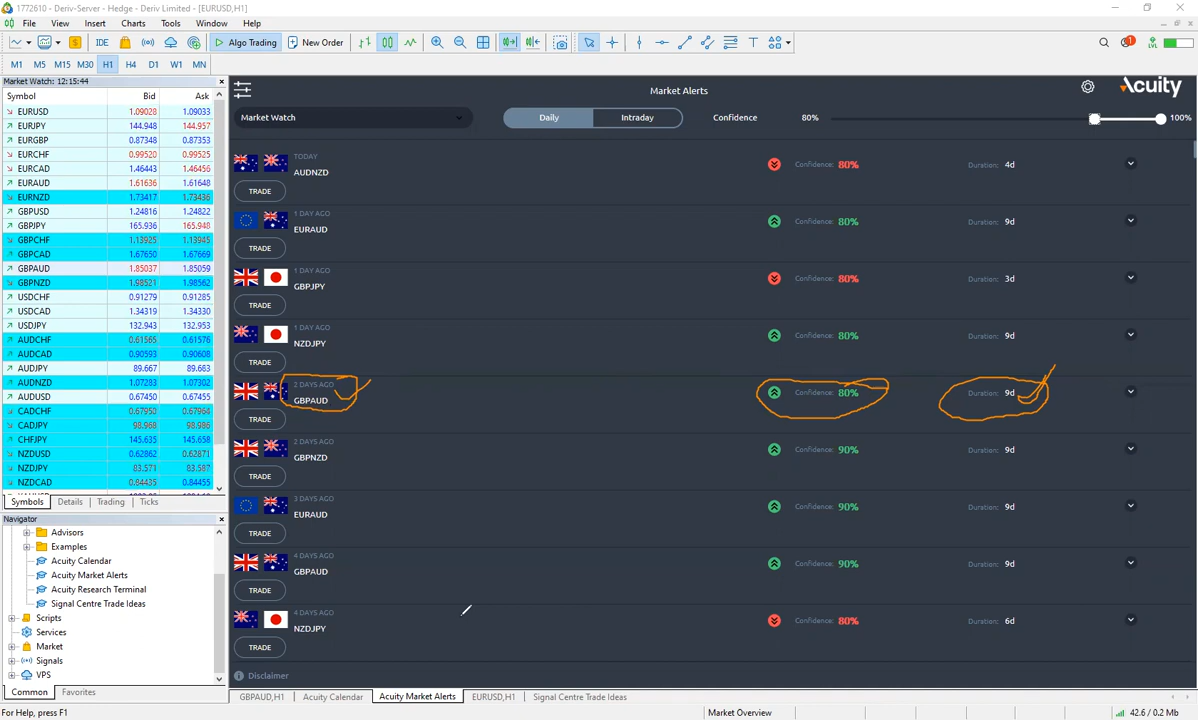 1772610 - Deriv-Server - Hedge - Deriv Limited - [EURUSD,H1]
File View Insert Charts Tools Window Help
IDE Algo Trading New Order 1 LVL
M1 M5 M15 M30 H1 H4 D1 W1 MN
Market Watch: 12:15:44
Symbol Bid Ask
EURUSD 1.09028 1.09033
EURJPY 144.948 144.957
EURGBP 0.87348 0.87353
EURCHF 0.99520 0.99525
EURCAD 1.46443 1.46456
EURAUD 1.61636 1.61648
EURNZD 1.73417 1.73436
GBPUSD 1.24816 1.24822
GBPJPY 165.936 165.948
GBPCHF 1.13925 1.13945
GBPCAD 1.67650 1.67669
GBPAUD 1.85037 1.85059
GBPNZD 1.98521 1.98562
USDCHF 0.91279 0.91285
USDCAD 1.34319 1.34330
USDJPY 132.943 132.953
AUDCHF 0.61565 0.61576
AUDCAD 0.90593 0.90608
AUDJPY 89.667 89.683
AUDNZD 1.07283 1.07302
AUDUSD 0.67450 0.67455
CADCHF 0.67950 0.67964
CADJPY 98.968 98.986
CHFJPY 145.635 145.658
NZDUSD 0.62862 0.62871
NZDJPY 83.571 83.587
NZDCAD 0.84435 0.84455
Symbols Details Trading Ticks
Navigator
Advisors
Examples
Acuity Calendar
Acuity Market Alerts
Acuity Research Terminal
Signal Centre Trade Ideas
Scripts
Services
Market
Signals
VPS
Common Favorites
Market Alerts
Acuity
Market Watch Daily Intraday Confidence 80% 100%
TODAY
AUDNZD Confidence: 80% Duration: 4d
TRADE
1 DAY AGO
EURAUD Confidence: 80% Duration: 9d
TRADE
1 DAY AGO
GBPJPY Confidence: 80% Duration: 3d
TRADE
1 DAY AGO
NZDJPY Confidence: 80% Duration: 9d
TRADE
2 DAYS AGO
GBPAUD Confidence: 80% Duration: 9d
TRADE
2 DAYS AGO
GBPNZD Confidence: 90% Duration: 9d
TRADE
3 DAYS AGO
EURAUD Confidence: 90% Duration: 9d
TRADE
4 DAYS AGO
GBPAUD Confidence: 90% Duration: 9d
TRADE
4 DAYS AGO
NZDJPY Confidence: 80% Duration: 6d
TRADE
Disclaimer
GBPAUD,H1 Acuity Calendar Acuity Market Alerts EURUSD,H1 Signal Centre Trade Ideas
For Help, press F1 Market Overview 42.6 / 0.2 Mb